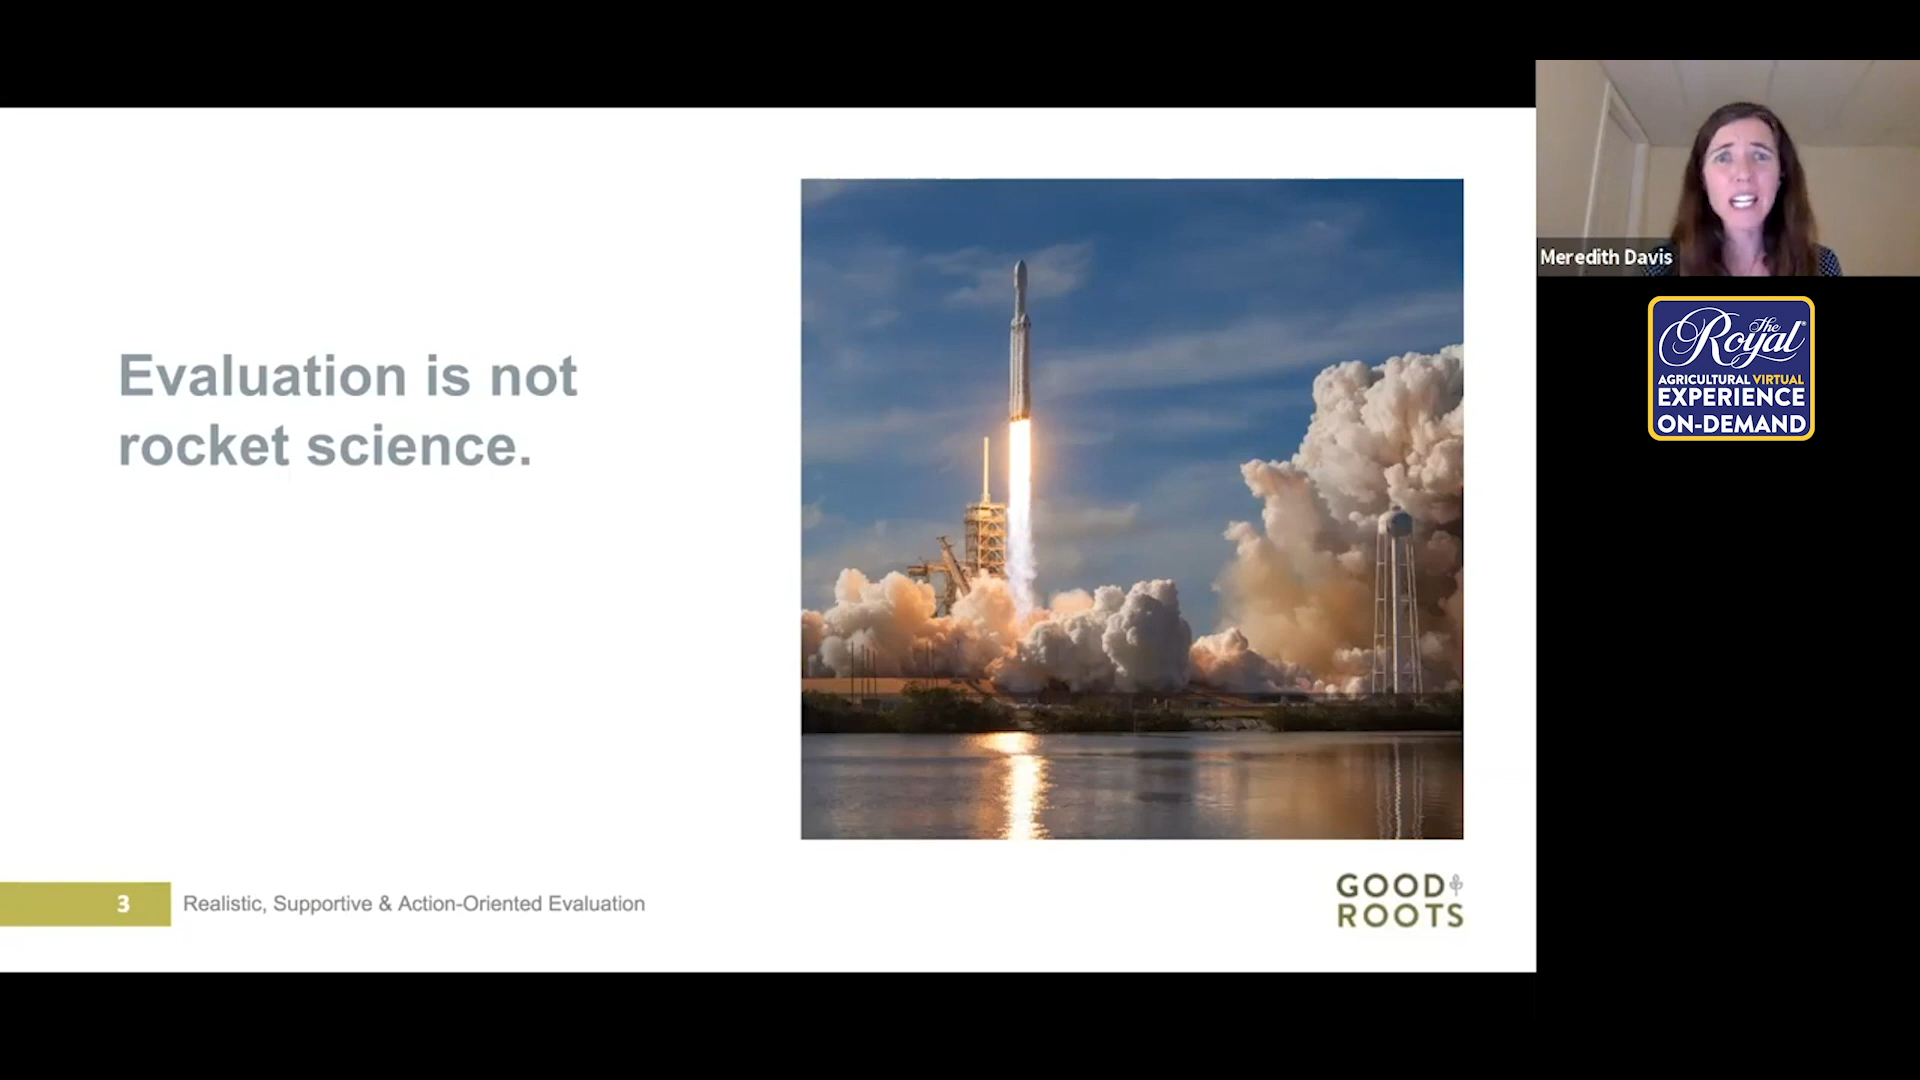 Evaluation is not
rocket science.
3
Realistic, Supportive & Action-Oriented Evaluation
GOOD
ROOTS
Meredith Davis
The
Royal
AGRICULTURAL VIRTUAL
EXPERIENCE
ON-DEMAND